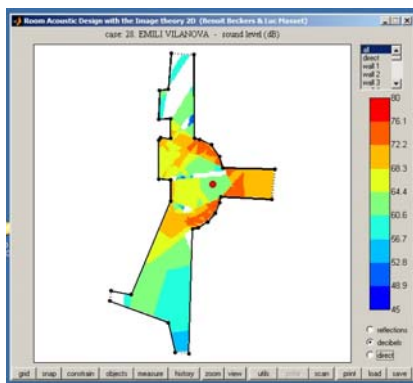 Room Acoustic Design with the Image theory 2D (Benoit Beckers & Luc Masset)
case: 28. EMILI VILANOVA - sound level (dB)
all
direct
wall 1
wall 2
wall 3
80
76.1
72.2
68.3
64.4
60.6
56.7
52.8
48.9
45
reflections
decibels
direct
grid snap constrain objects measure history zoom view utils scan print load save